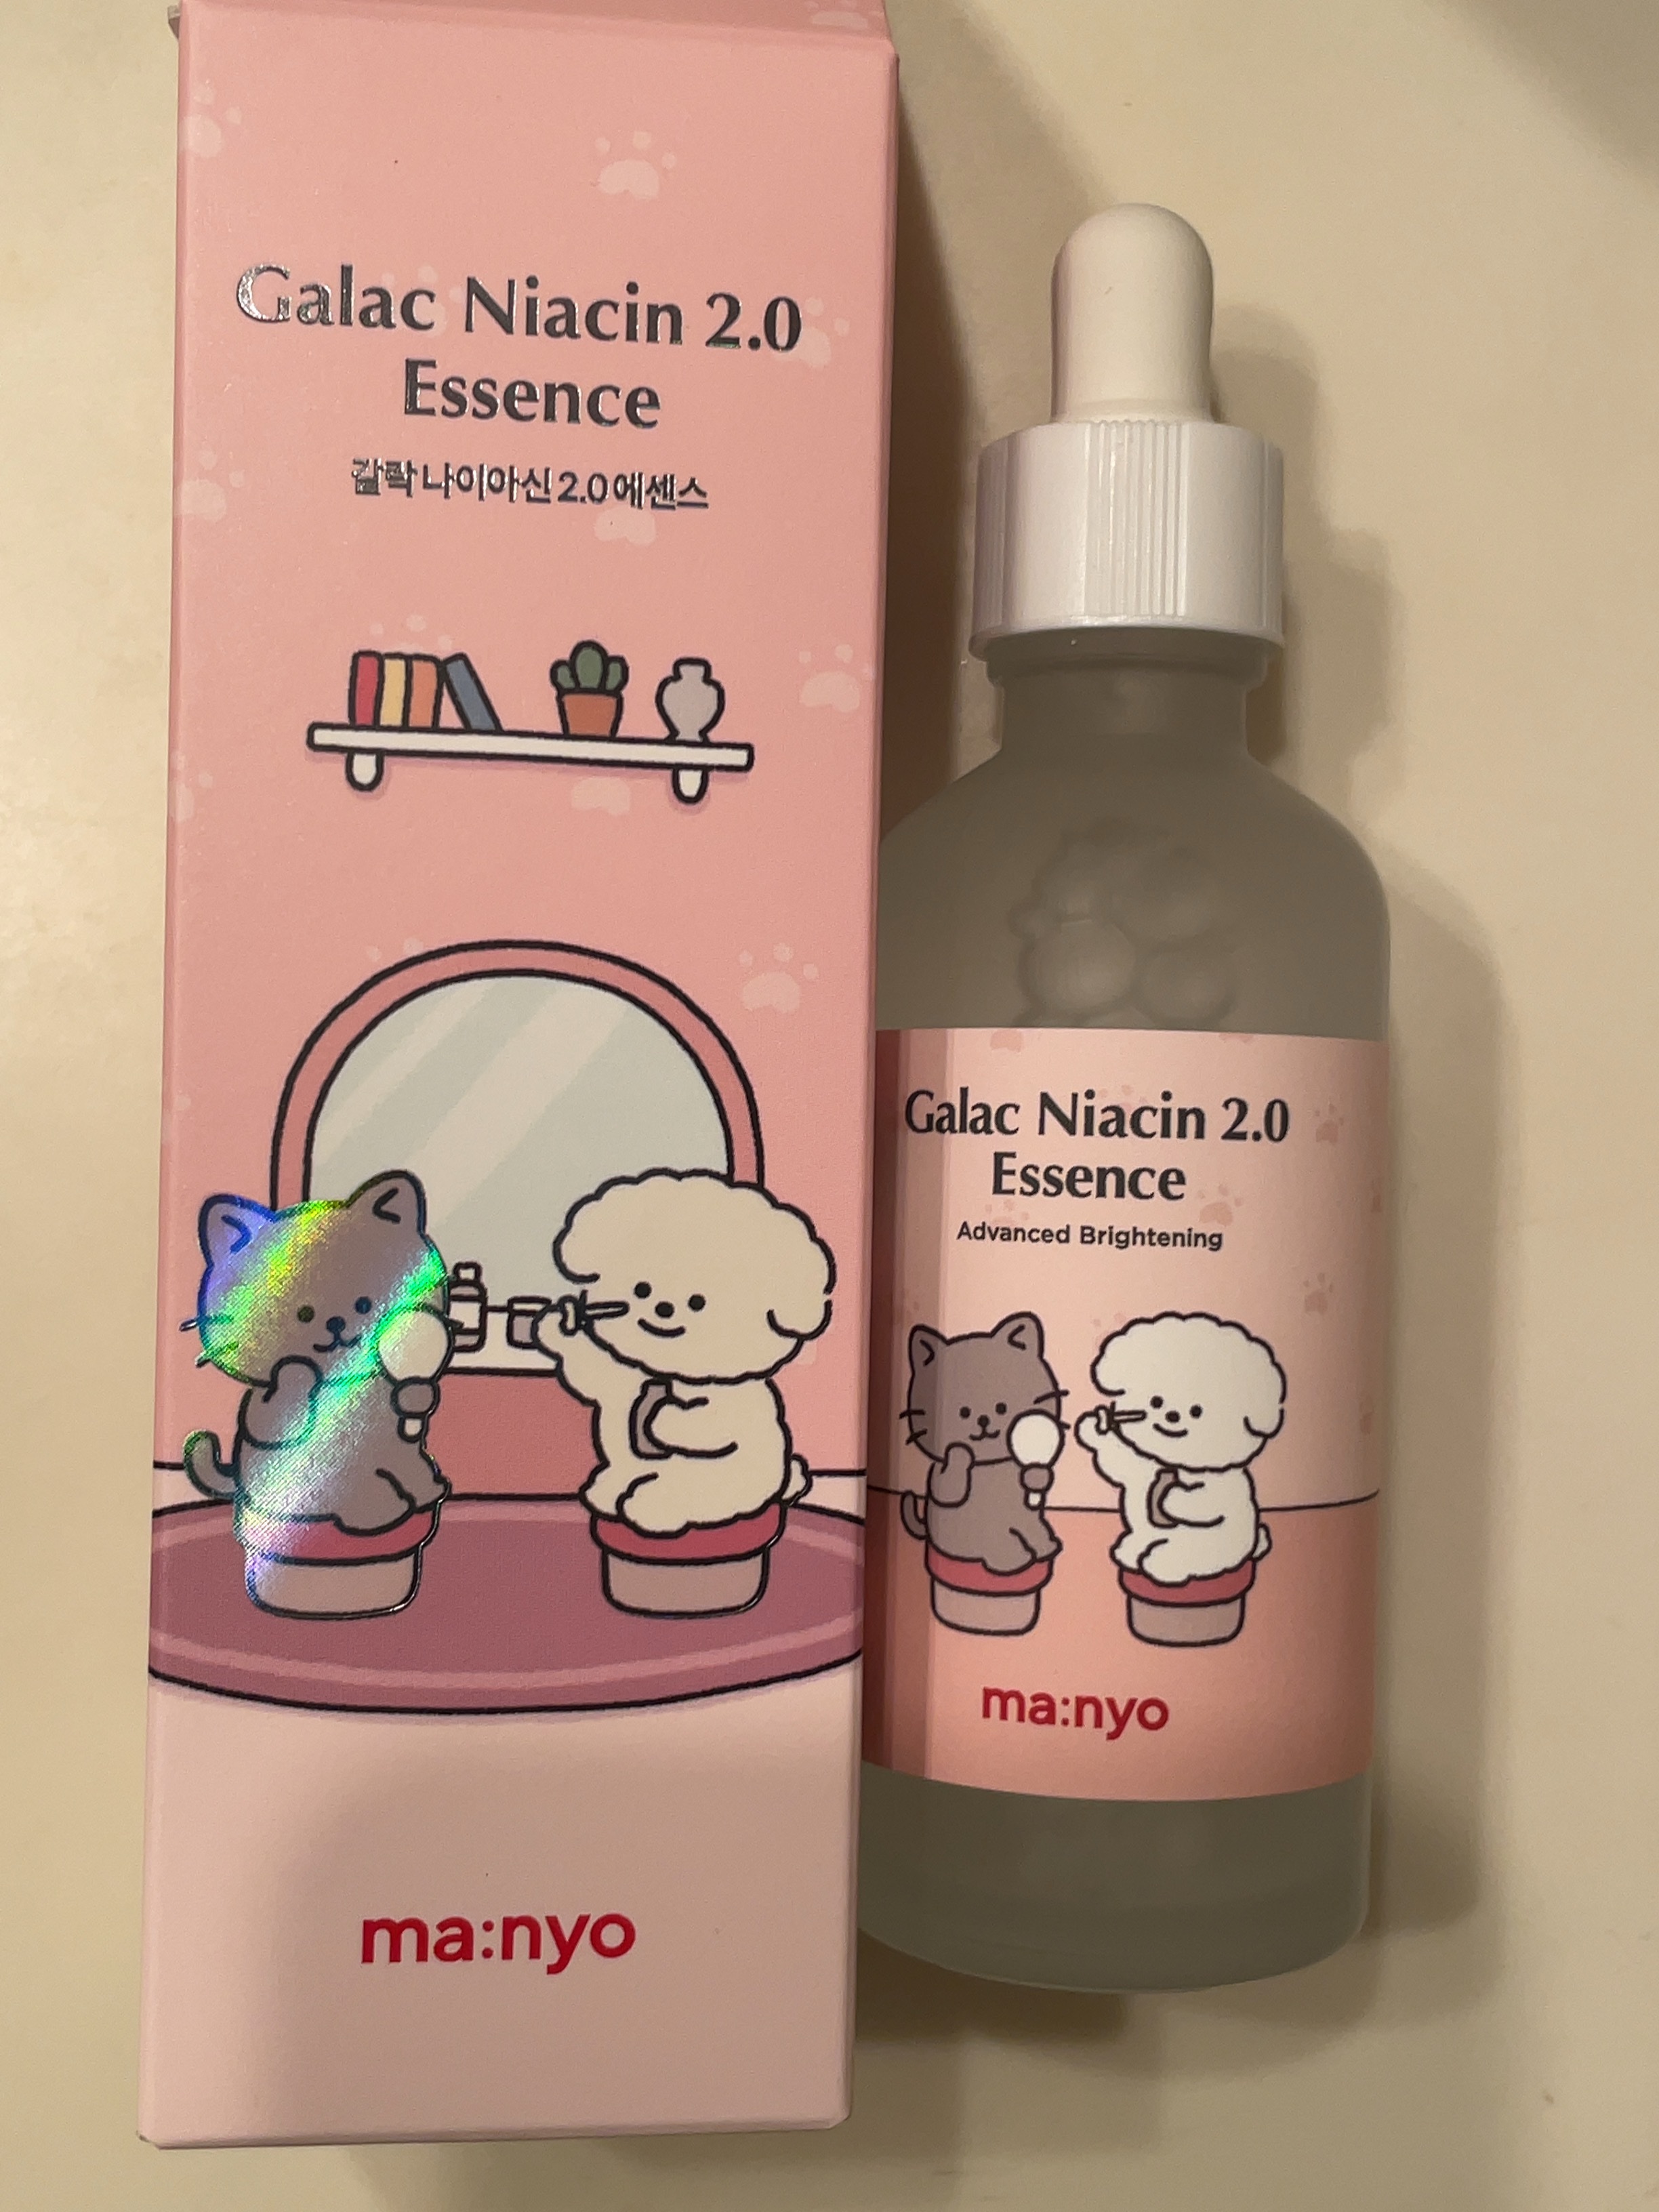 Galac Niacin 2.0
Essence
갈락 나이아신 2.0 에센스
ma:nyo
Galac Niacin 2.0
Essence
Advanced Brightening
ma:nyo